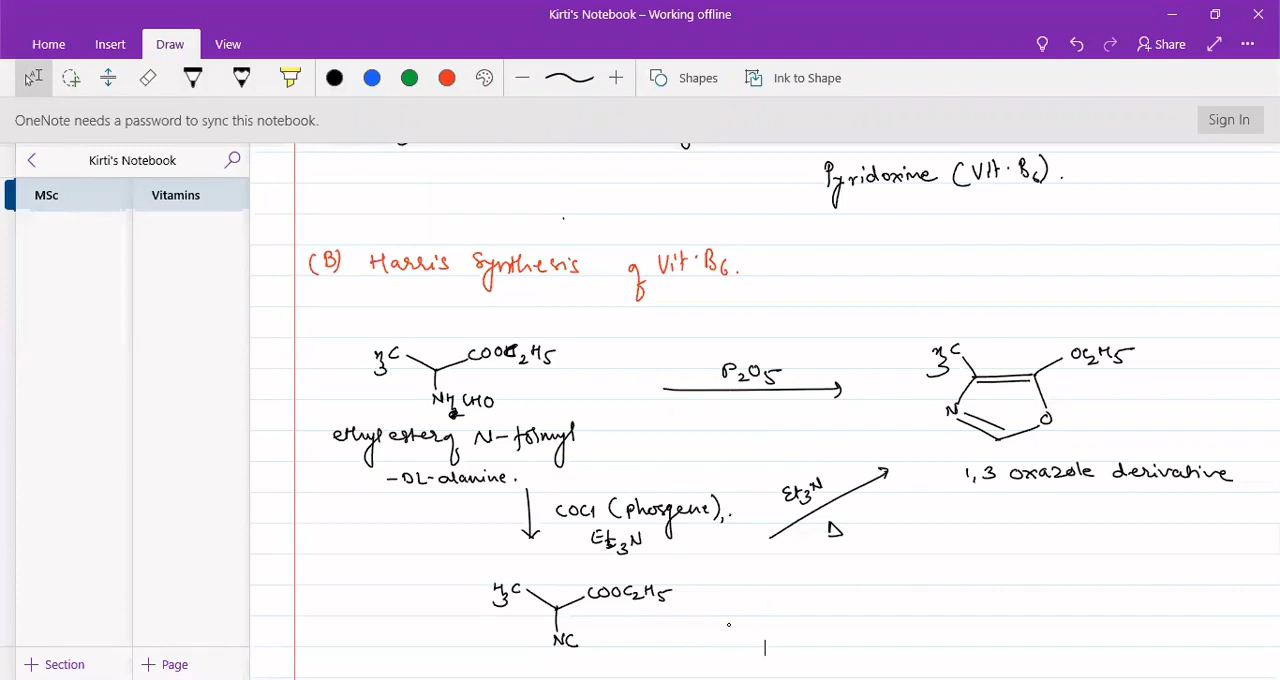 Kirti's Notebook – Working offline
Home Insert Draw View
Share
Shapes Ink to Shape
OneNote needs a password to sync this notebook.
Sign In
Kirti's Notebook
MSc Vitamins
Pyridoxine (Vit. B6).
(B) Harris Synthesis of Vit. B6.
H3C COOC2H5
NHCHO
P2O5
H3C OC2H5
N O
ethyl ester of N-formyl
-DL-alanine.
1,3 oxazole derivative
COCl (phosgene),
Et3N
Et3N
Δ
H3C COOC2H5
NC
Section Page